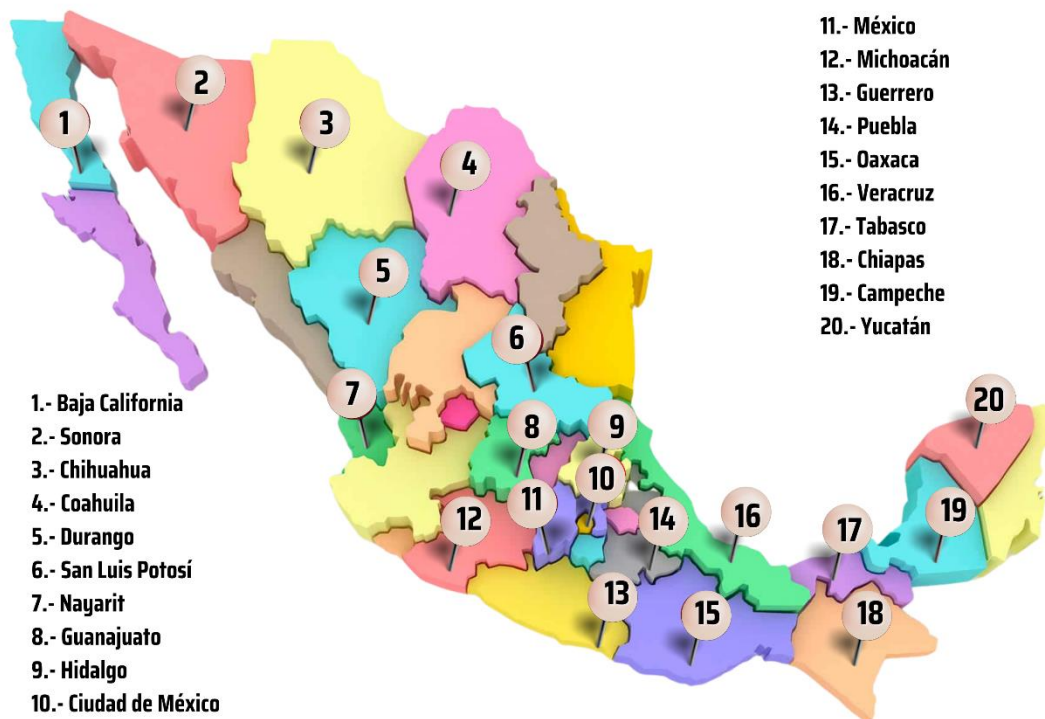 11.- México
12.- Michoacán
13.- Guerrero
14.- Puebla
15.- Oaxaca
16.- Veracruz
17.- Tabasco
18.- Chiapas
19.- Campeche
20.- Yucatán
1
2
3
4
5
6
7
8
9
10
11
12
13
14
15
16
17
18
19
20
1.- Baja California
2.- Sonora
3.- Chihuahua
4.- Coahuila
5.- Durango
6.- San Luis Potosí
7.- Nayarit
8.- Guanajuato
9.- Hidalgo
10.- Ciudad de México